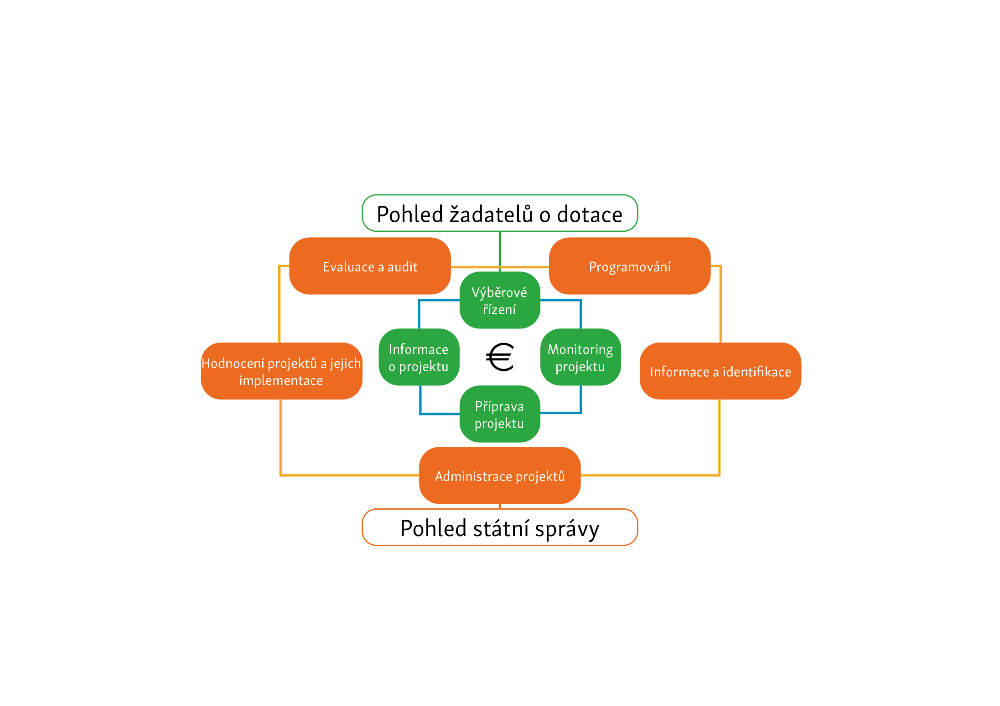 Pohled žadatelů o dotace
Evaluace a audit
Programování
Výběrové
řízení
Informace
o projektu
€
Monitoring
projektu
Hodnocení projektů a jejich
implementace
Informace a identifikace
Příprava
projektu
Administrace projektů
Pohled státní správy